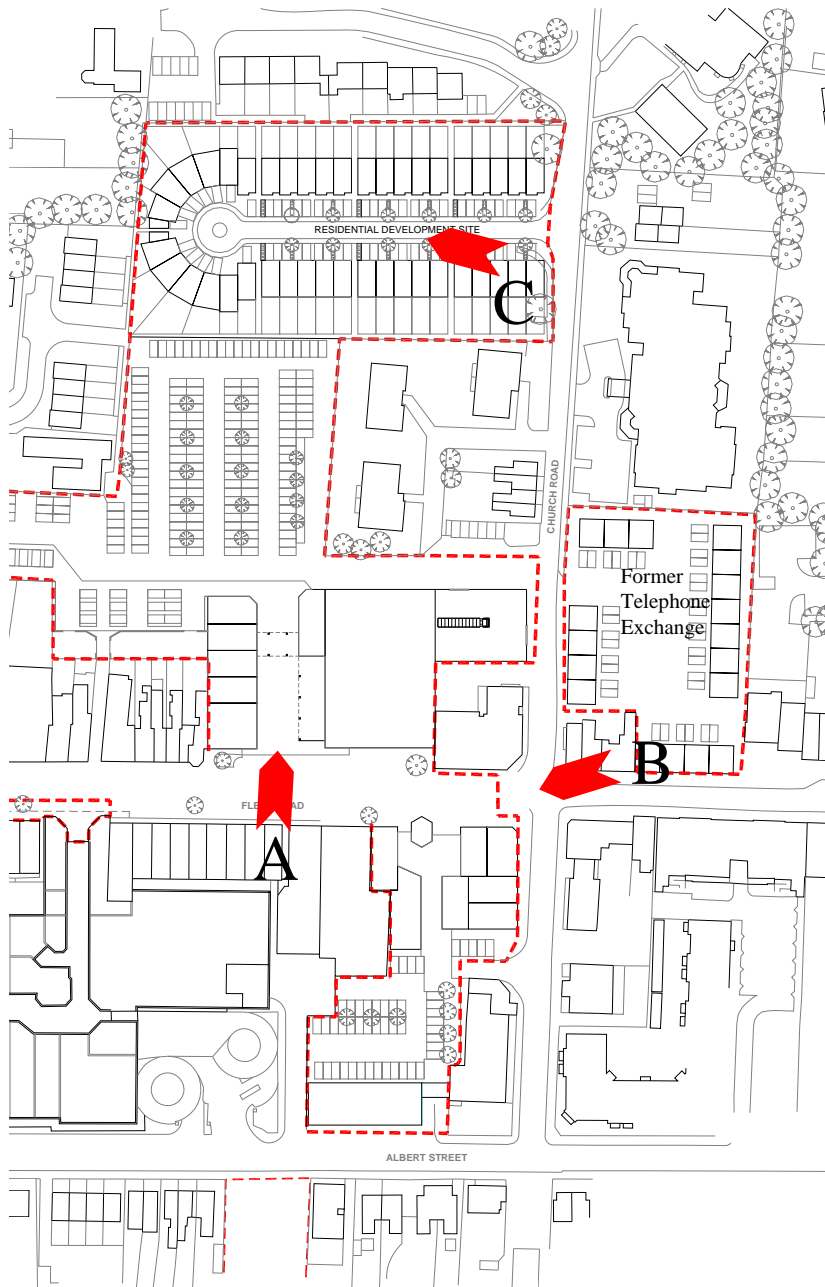 RESIDENTIAL DEVELOPMENT SITE
C
CHURCH ROAD
Former
Telephone
Exchange
B
A
ALBERT STREET